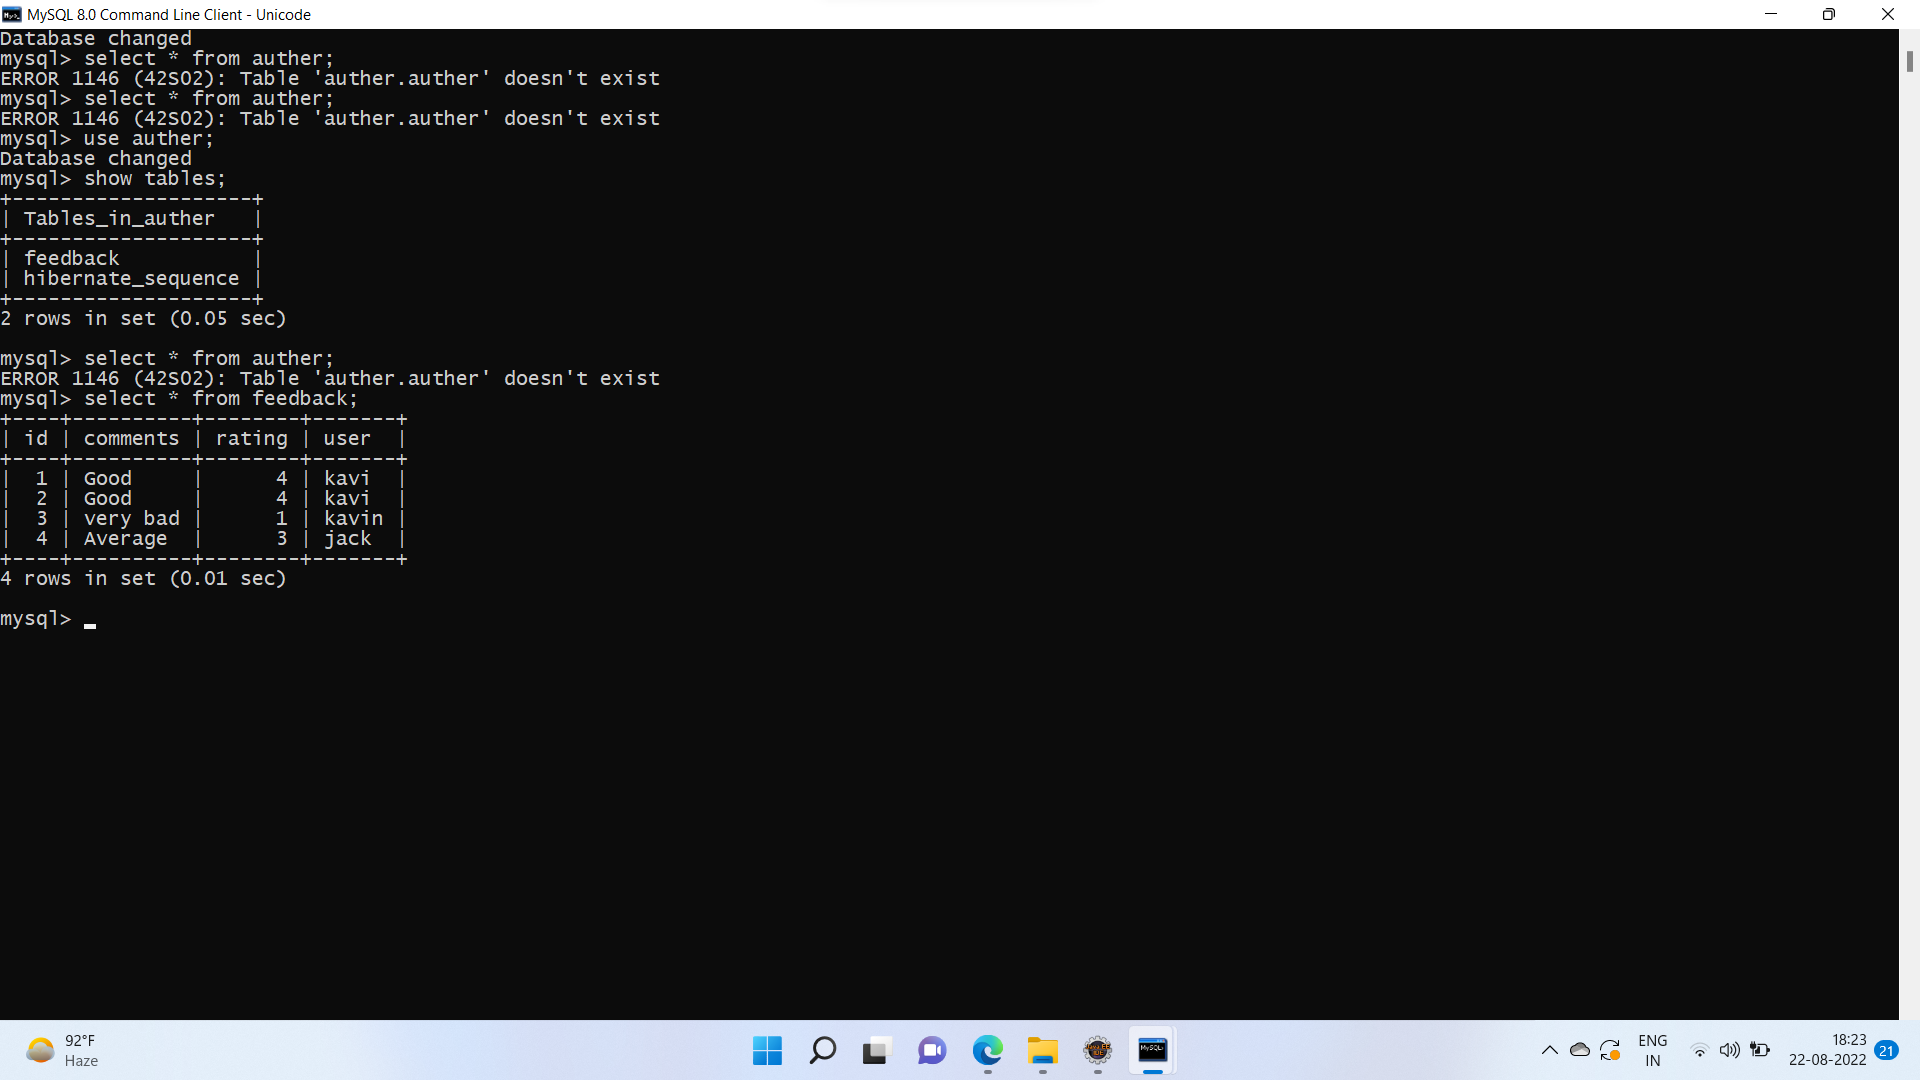 MySQL 8.0 Command Line Client - Unicode
Database changed
mysql> select * from auther;
ERROR 1146 (42S02): Table 'auther.auther' doesn't exist
mysql> select * from auther;
ERROR 1146 (42S02): Table 'auther.auther' doesn't exist
mysql> use auther;
Database changed
mysql> show tables;
+--------------------+
| Tables_in_auther   |
+--------------------+
| feedback           |
| hibernate_sequence |
+--------------------+
2 rows in set (0.05 sec)

mysql> select * from auther;
ERROR 1146 (42S02): Table 'auther.auther' doesn't exist
mysql> select * from feedback;
+----+----------+--------+-------+
| id | comments | rating | user  |
+----+----------+--------+-------+
|  1 | Good     |      4 | kavi  |
|  2 | Good     |      4 | kavi  |
|  3 | very bad |      1 | kavin |
|  4 | Average  |      3 | jack  |
+----+----------+--------+-------+
4 rows in set (0.01 sec)

mysql> _
92°F
Haze
ENG
IN
18:23
22-08-2022
21